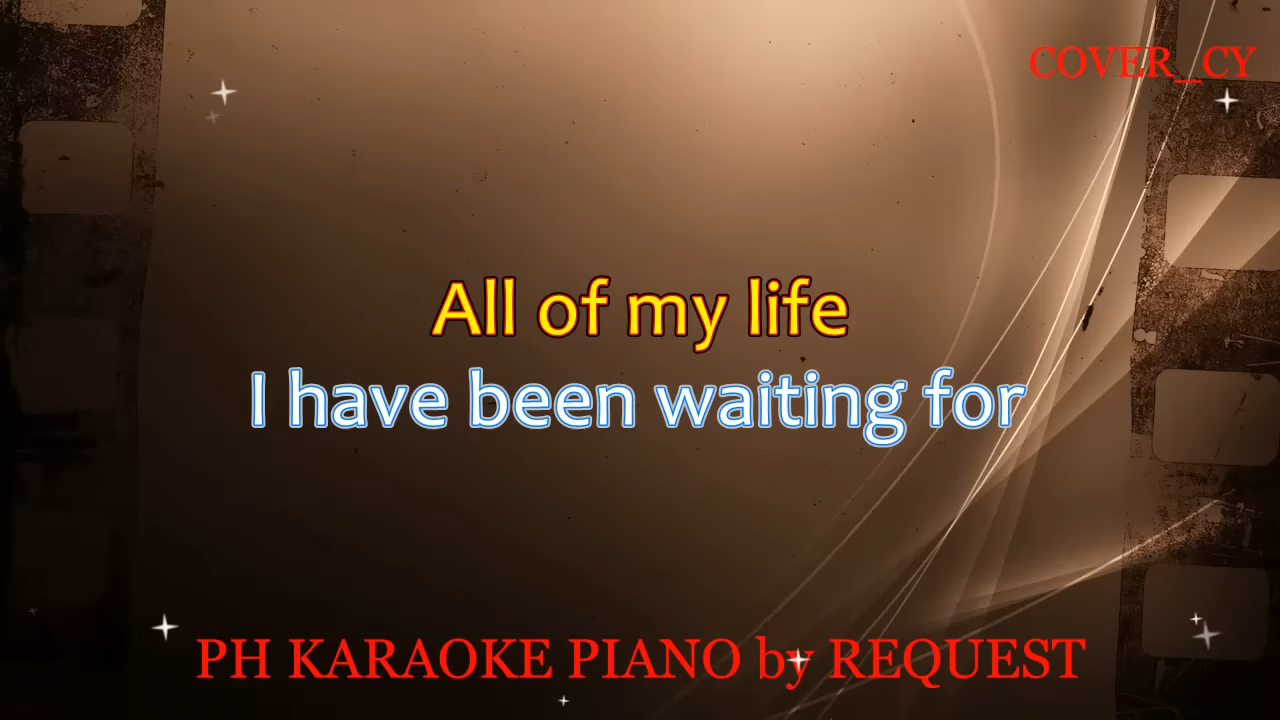 COVER_CY
All of my life
I have been waiting for
PH KARAOKE PIANO by REQUEST